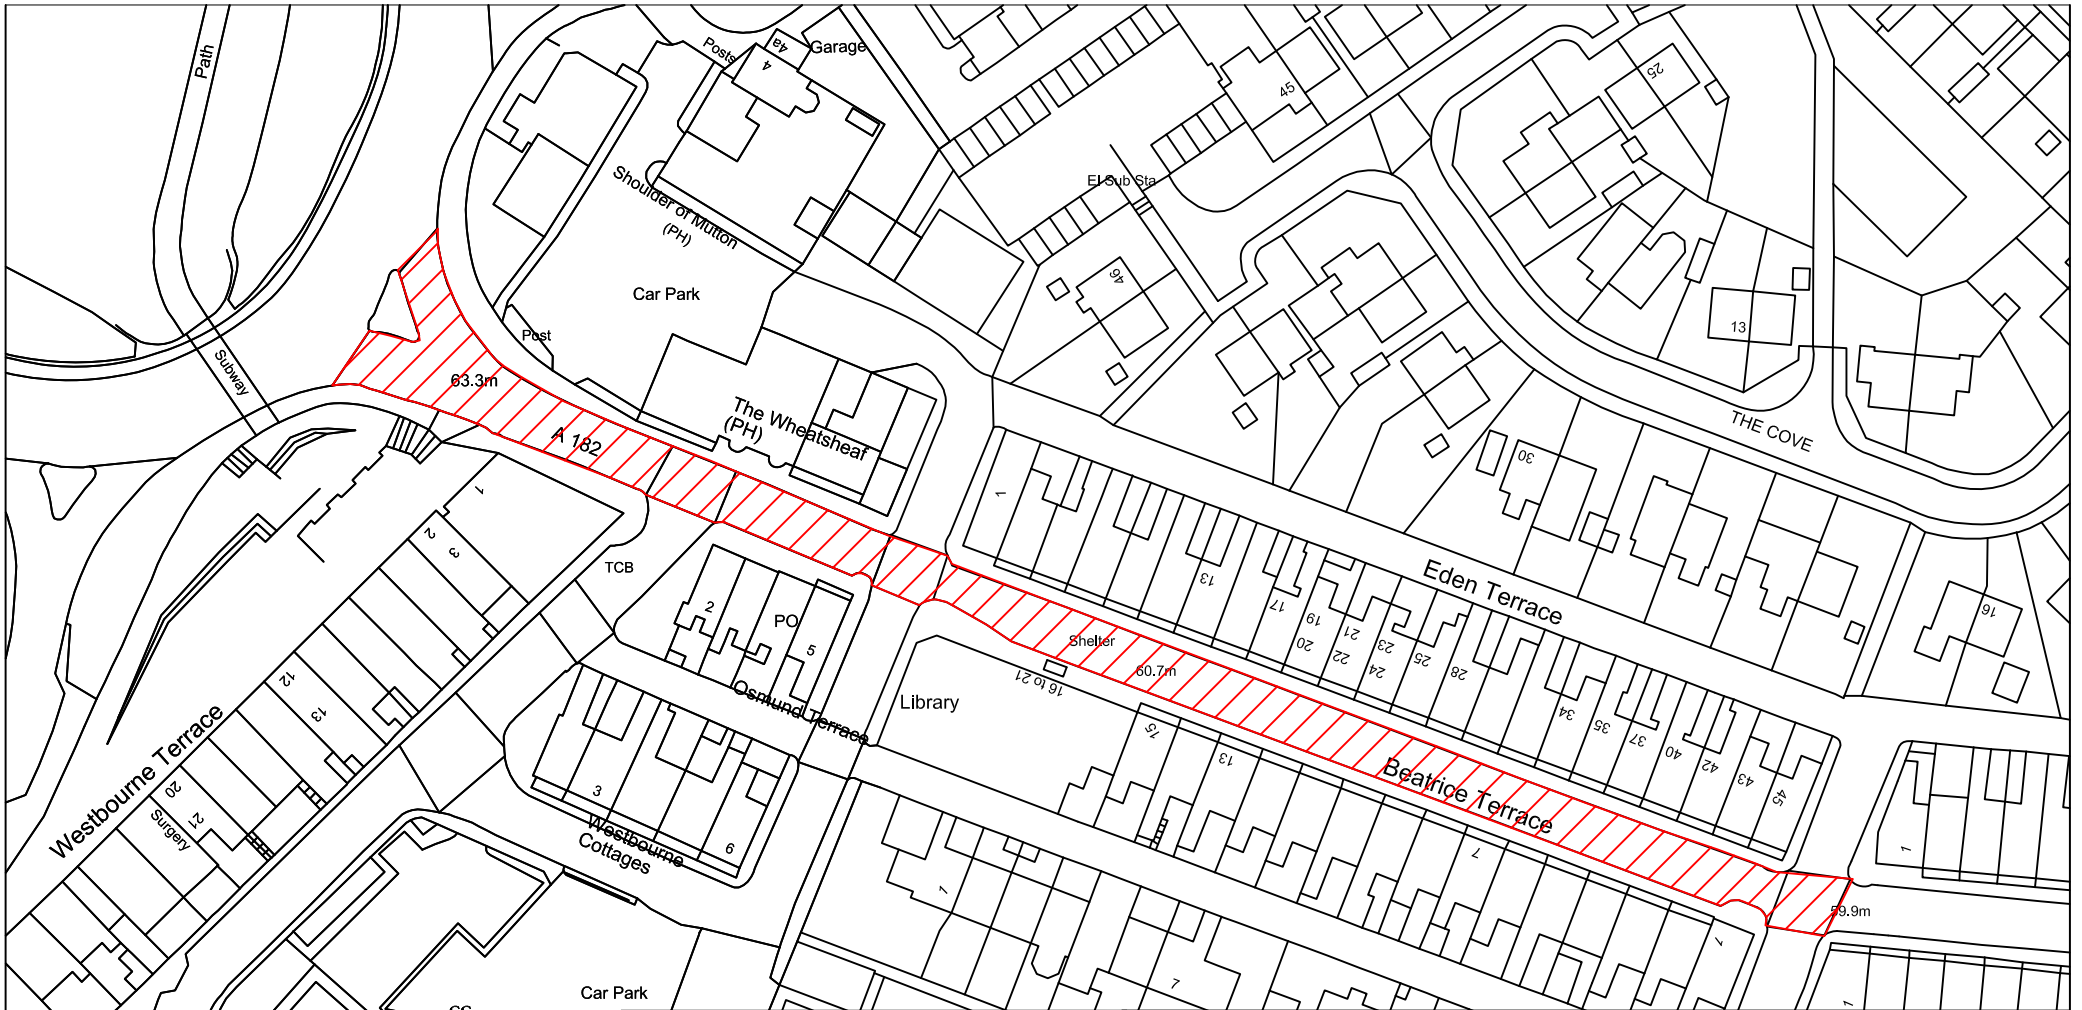 Path
Posts
4a
4
Garage
45
25
Shoulder of Mutton
(PH)
El Sub Sta
46
Car Park
13
Post
Subway
63.3m
The Wheatsheaf
(PH)
A 182
THE COVE
30
1
1
2
3
TCB
13
17
19
20
21
22
23
24
25
28
Eden Terrace
16
2
PO
5
Shelter
60.7m
16 to 21
Library
Osmund Terrace
12
13
34
35
37
40
42
43
45
15
13
Beatrice Terrace
Westbourne Terrace
20
21
Surgery
3
Westbourne
Cottages
6
7
1
1
59.9m
1
7
1
Car Park